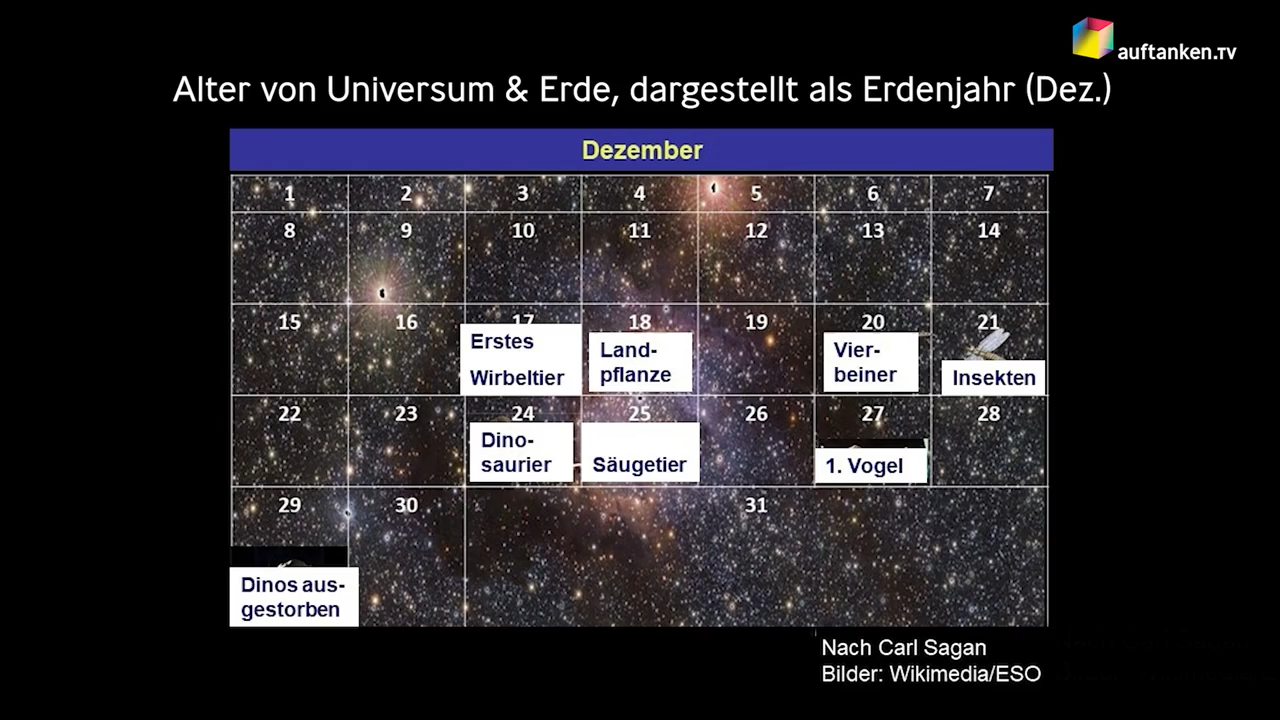 auftanken.TV
Alter von Universum & Erde, dargestellt als Erdenjahr (Dez.)
Dezember
1 2 3 4 5 6 7
8 9 10 11 12 13 14
15 16 17 18 19 20 21
Erstes
Wirbeltier
Land-
pflanze
Vier-
beiner
Insekten
22 23 24 25 26 27 28
Dino-
saurier
Säugetier
1. Vogel
29 30 31
Dinos aus-
gestorben
Nach Carl Sagan
Bilder: Wikimedia/ESO